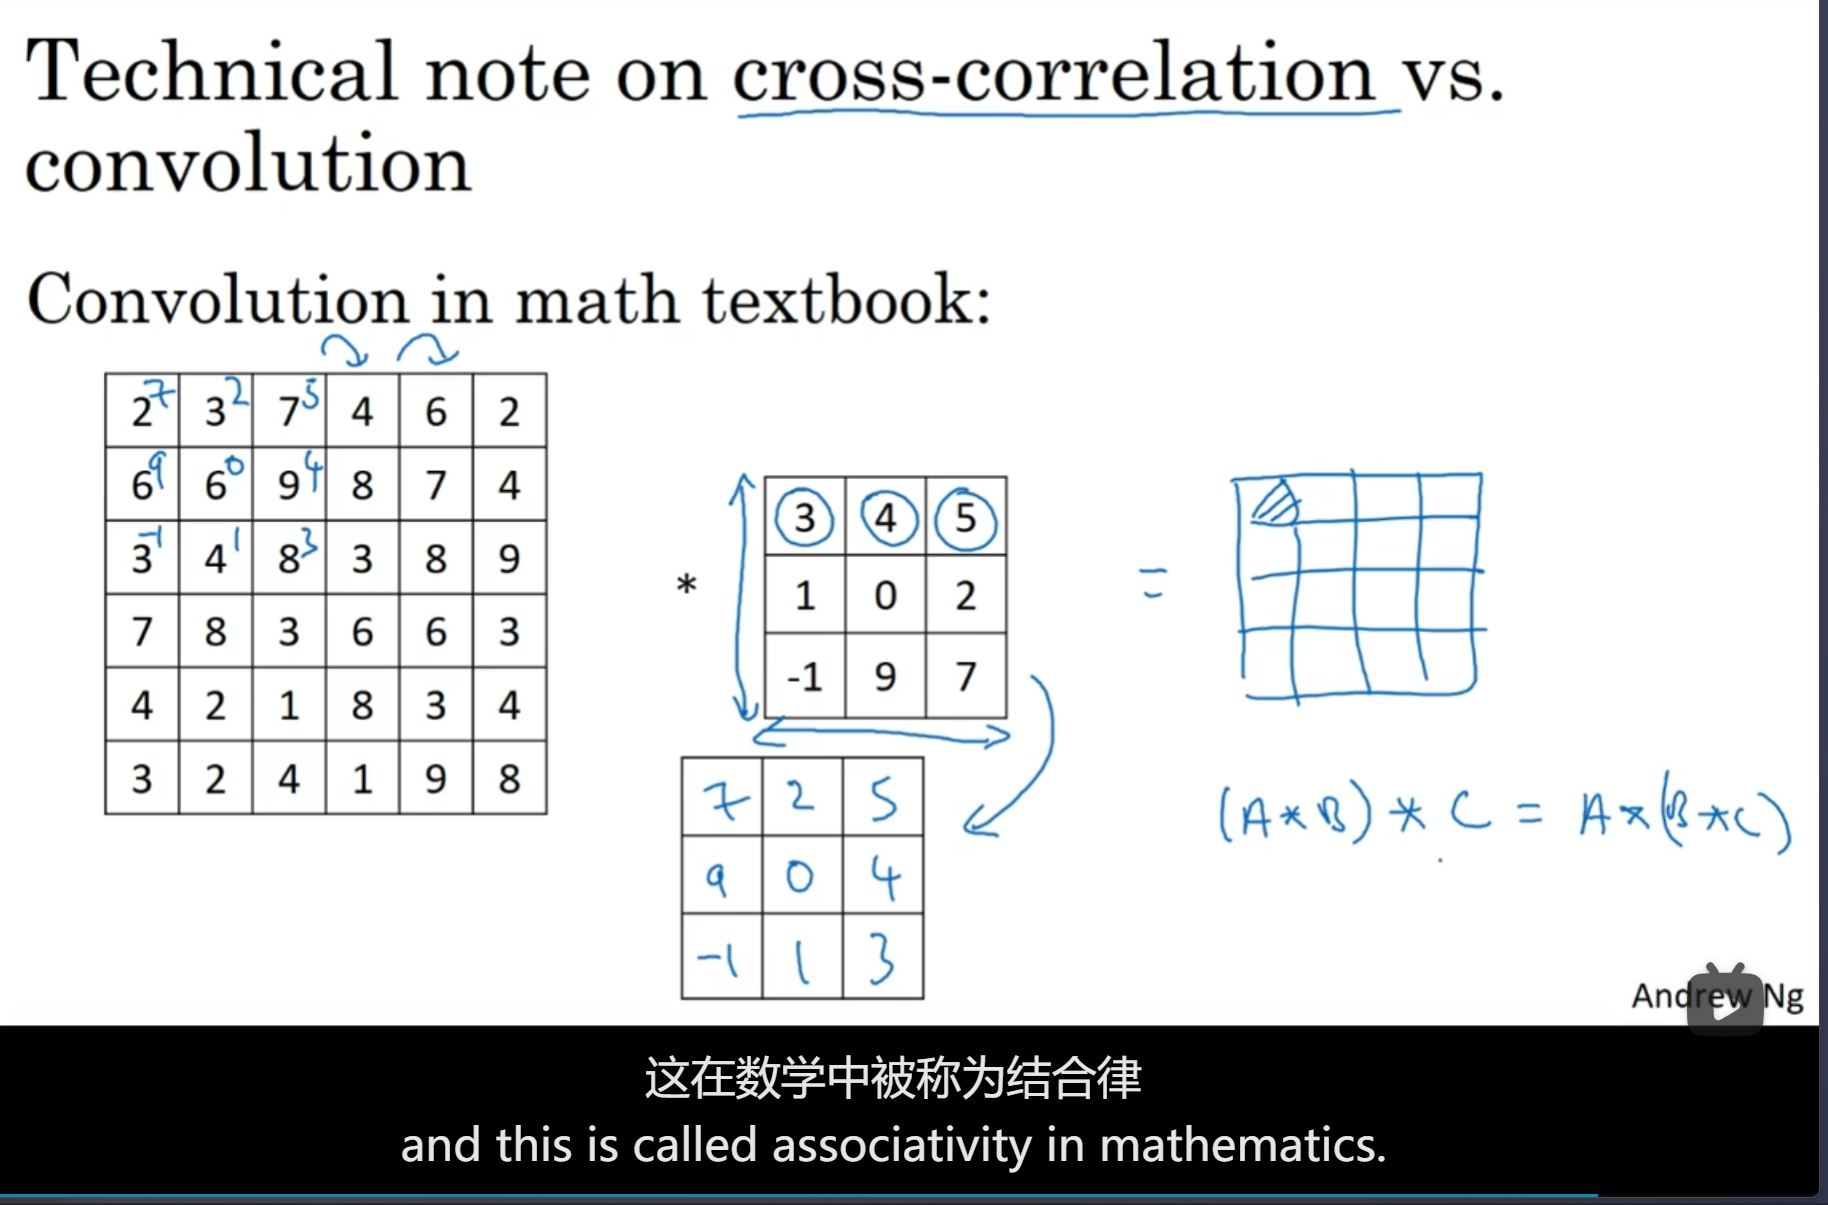 Technical note on cross-correlation vs.
convolution
Convolution in math textbook:
2 7 3 2 7 5 4 6 2
6 9 6 0 9 4 8 7 4
3 -1 4 1 8 3 3 8 9
7 8 3 6 6 3
4 2 1 8 3 4
3 2 4 1 9 8
*
3 4 5
1 0 2
-1 9 7
=
7 2 5
9 0 4
-1 1 3
(A * B) * C = A * (B * C)
Andrew Ng
这在数学中被称为结合律
and this is called associativity in mathematics.